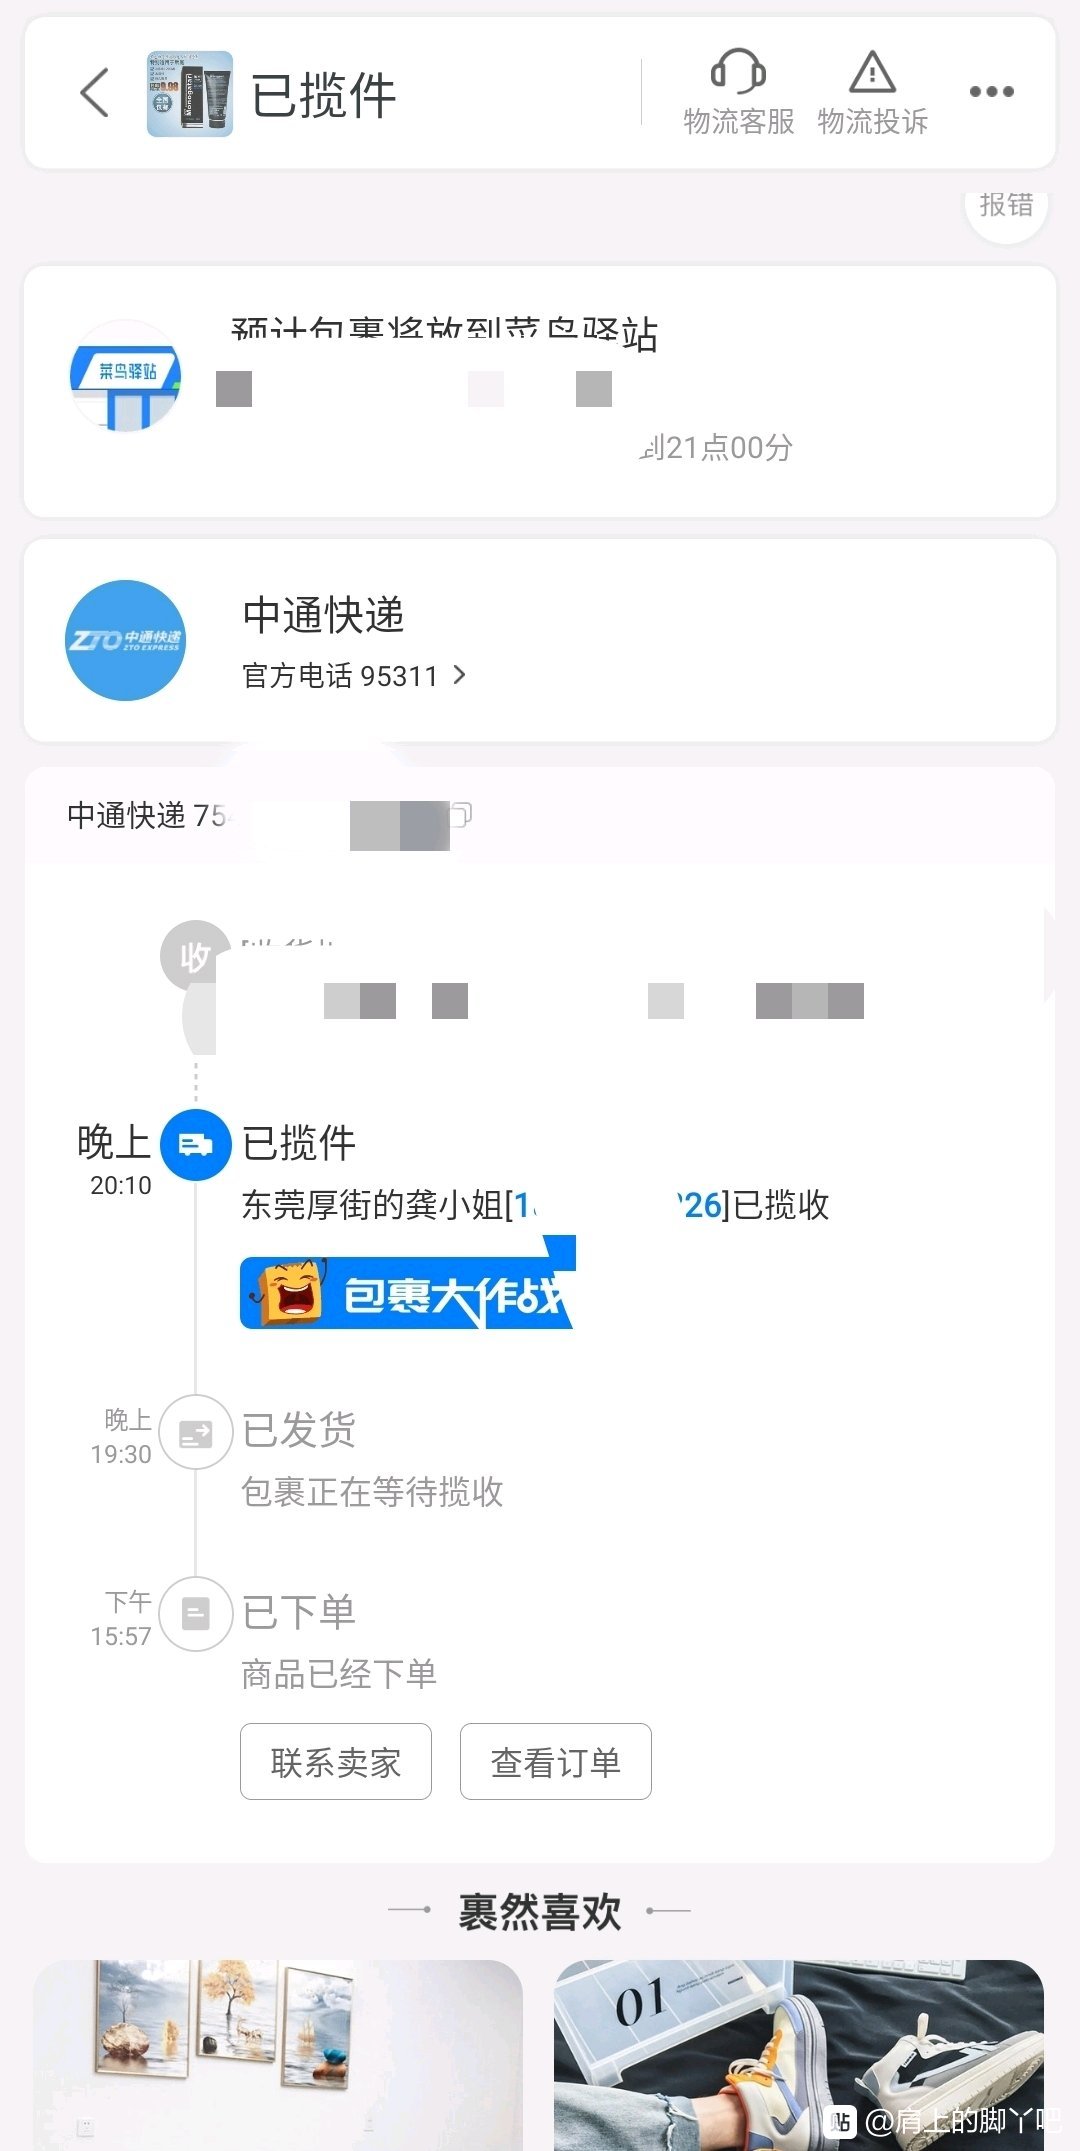 已揽件
物流客服
物流投诉
报错
预计包裹将放到菜鸟驿站
菜鸟驿站
到21点00分
中通快递
ZTO 中通快递
ZTO EXPRESS
官方电话 95311
中通快递 75
收
晚上
已揽件
20:10
东莞厚街的龚小姐[1
26]已揽收
包裹大作战
晚上
已发货
19:30
包裹正在等待揽收
下午
已下单
15:57
商品已经下单
联系卖家
查看订单
裹然喜欢
01
贴 @肩上的脚丫吧